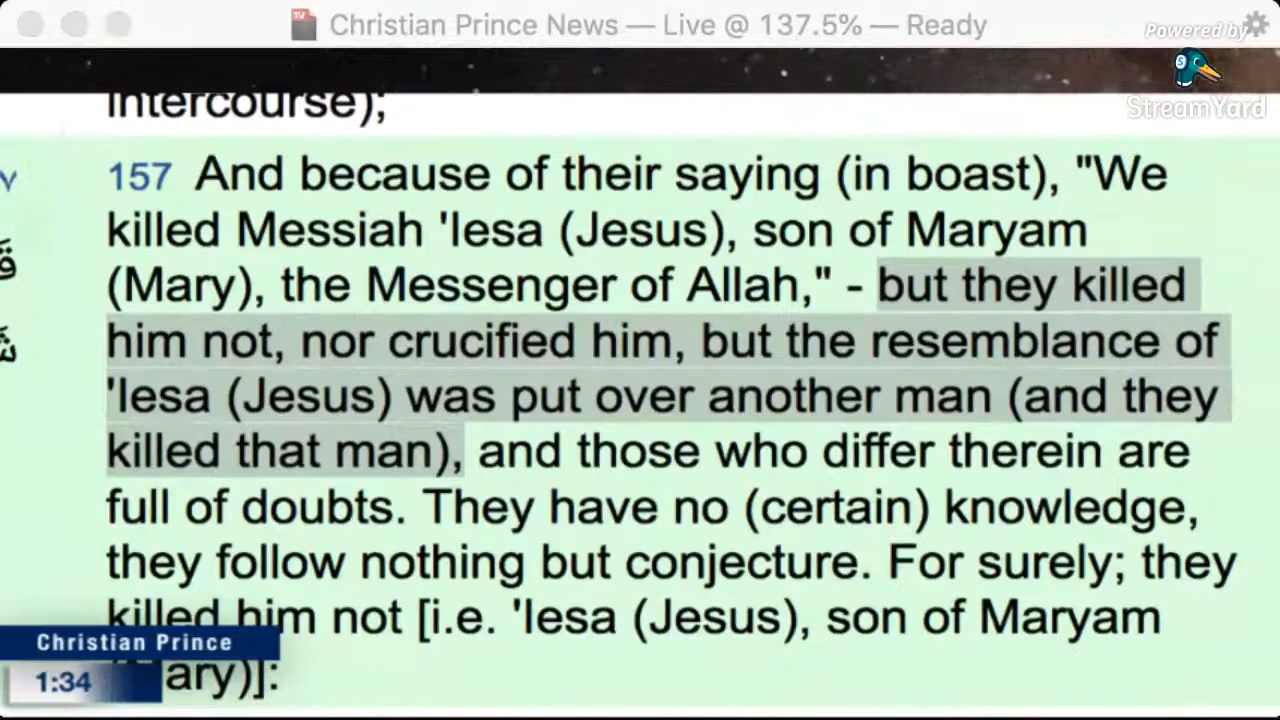 Christian Prince News — Live @ 137.5% — Ready
Powered by
StreamYard
intercourse);
157 And because of their saying (in boast), "We
killed Messiah 'Iesa (Jesus), son of Maryam
(Mary), the Messenger of Allah," - but they killed
him not, nor crucified him, but the resemblance of
'Iesa (Jesus) was put over another man (and they
killed that man), and those who differ therein are
full of doubts. They have no (certain) knowledge,
they follow nothing but conjecture. For surely; they
killed him not [i.e. 'Iesa (Jesus), son of Maryam
ary)]:
Christian Prince
1:34